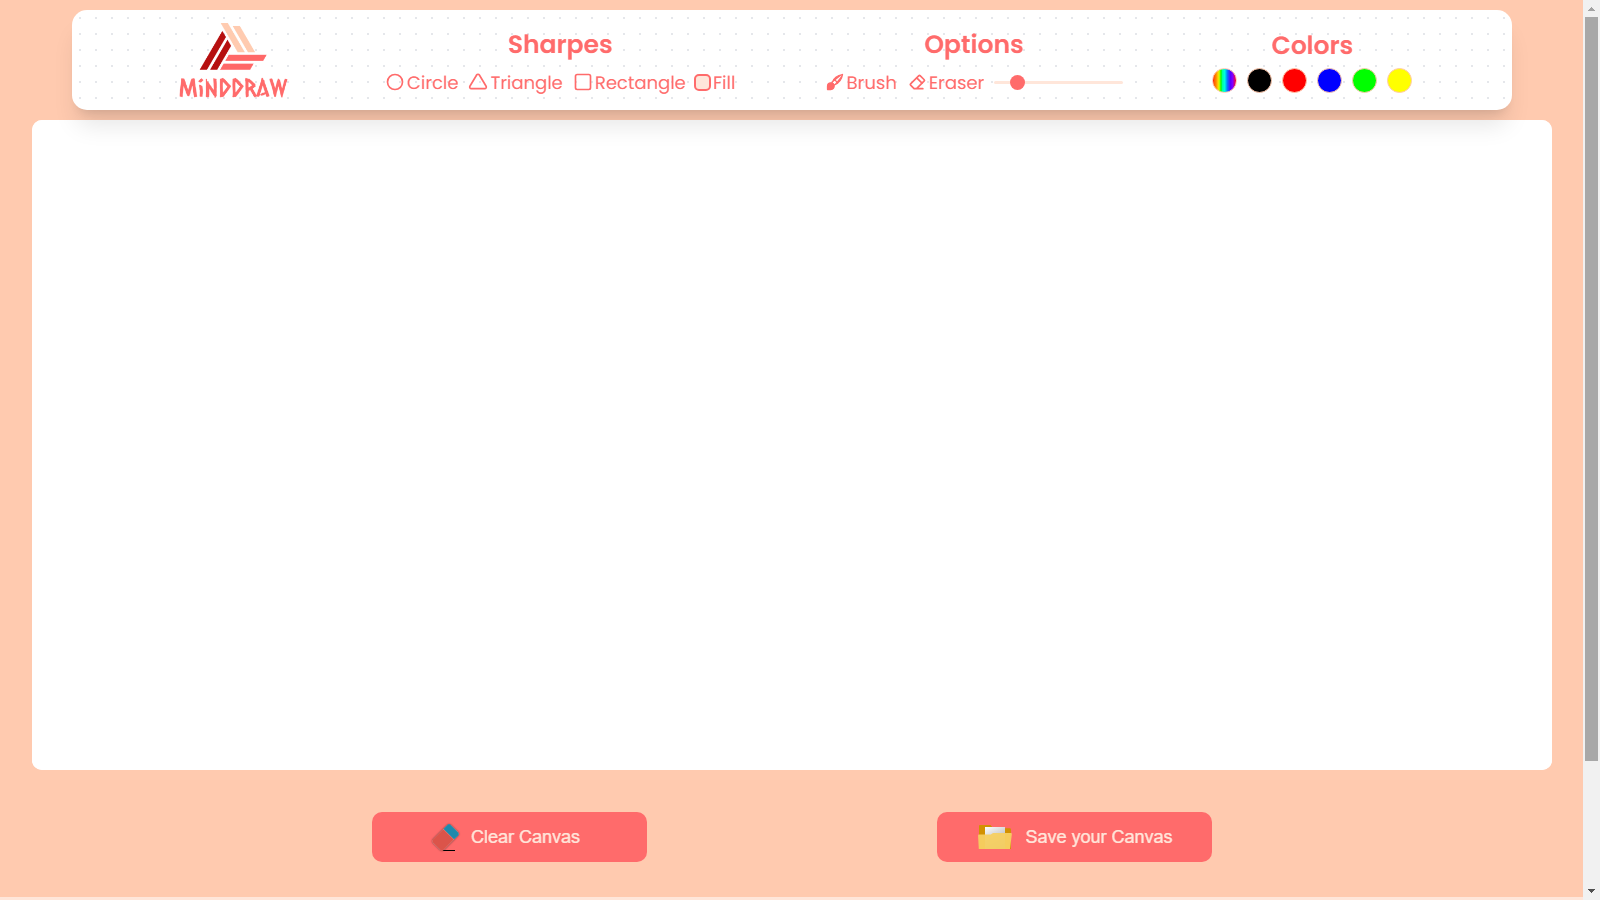 MINDDRAW
Sharpes
Circle Triangle Rectangle Fill
Options
Brush Eraser
Colors
Clear Canvas
Save your Canvas